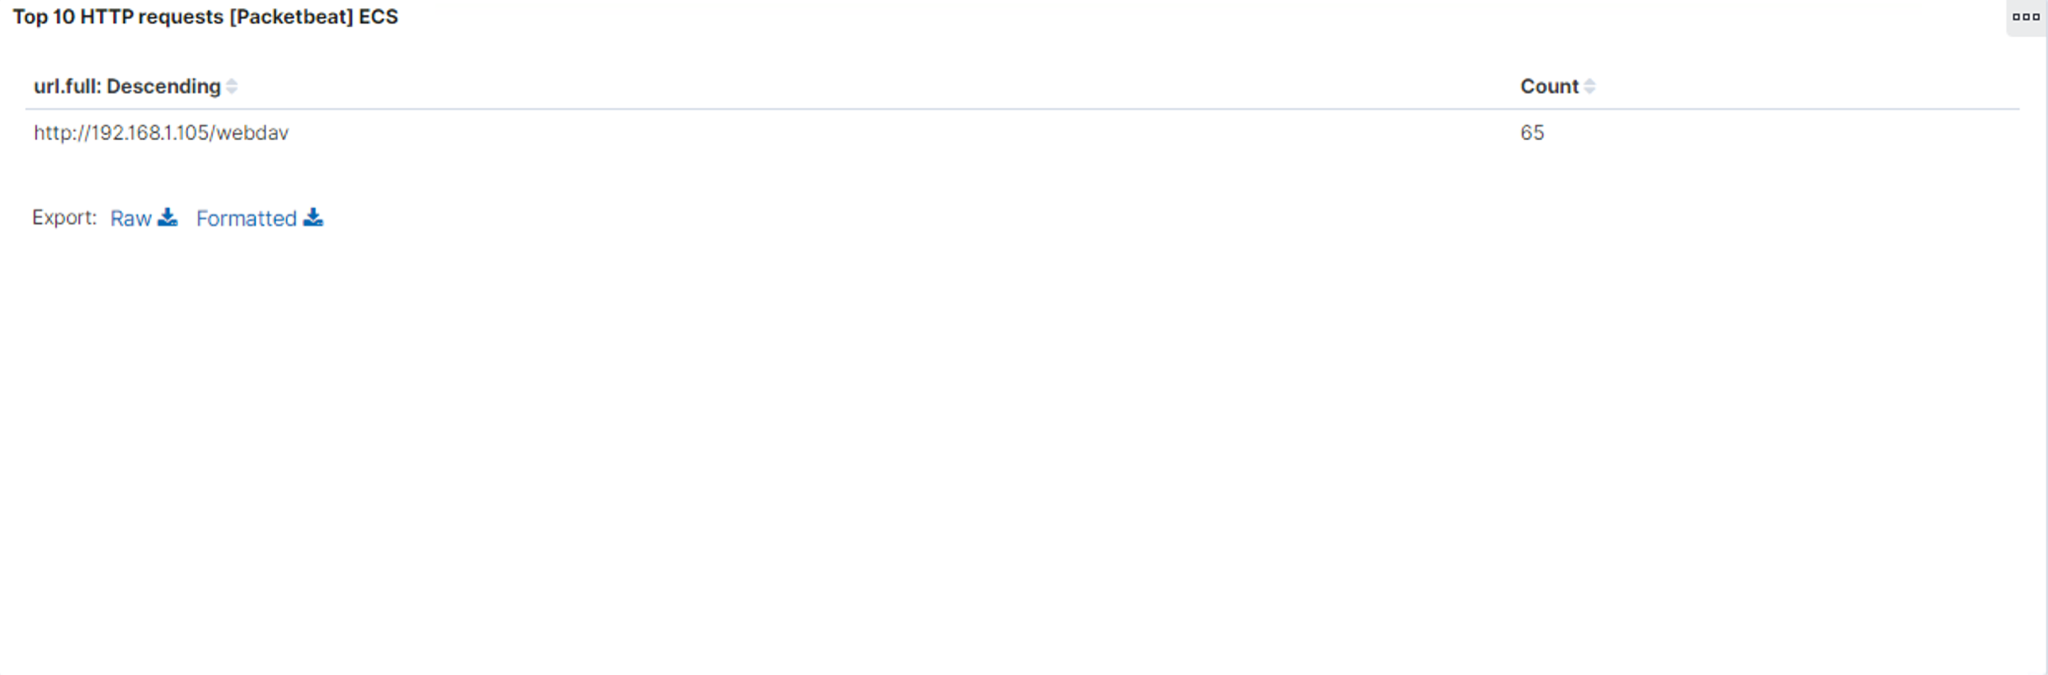 Top 10 HTTP requests [Packetbeat] ECS
url.full: Descending Count
http://192.168.1.105/webdav 65
Export: Raw Formatted